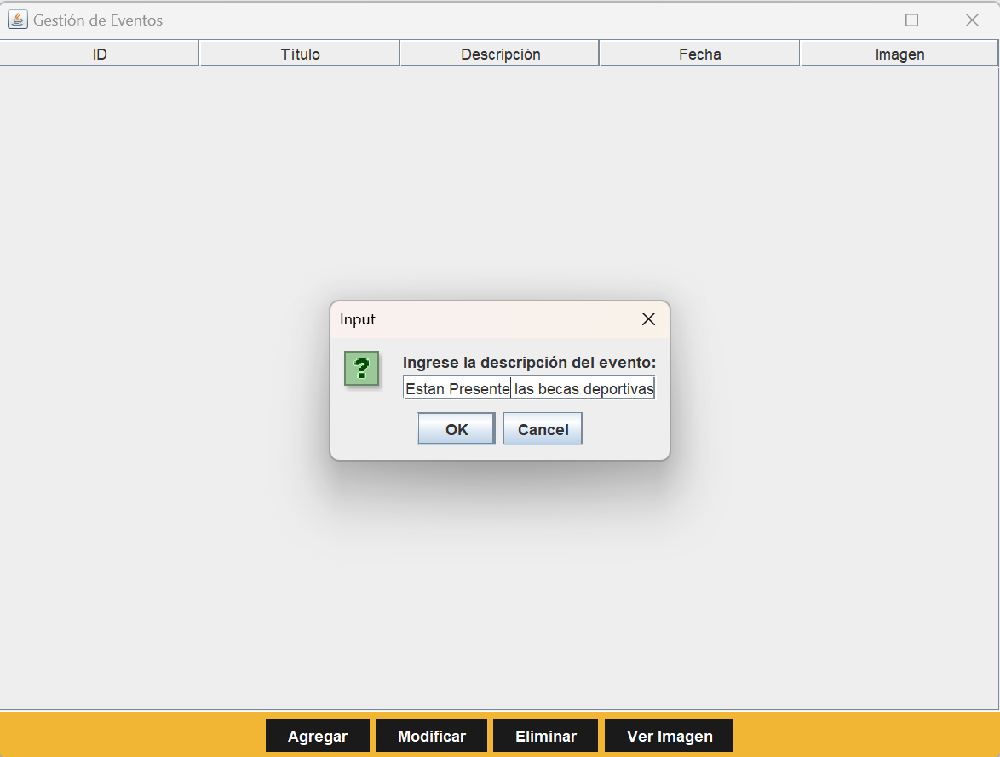 Gestión de Eventos
ID Título Descripción Fecha Imagen
Input
?
Ingrese la descripción del evento:
Estan Presente las becas deportivas
OK Cancel
Agregar Modificar Eliminar Ver Imagen